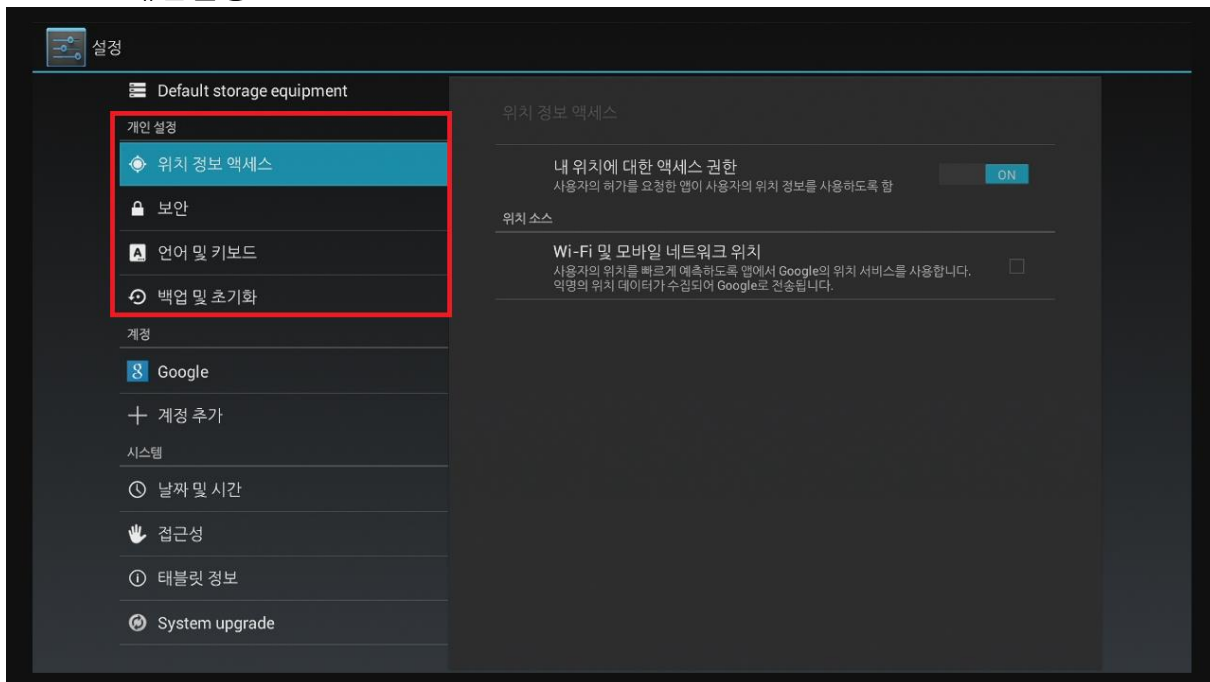 설정
Default storage equipment
개인 설정
위치 정보 액세스
보안
언어 및 키보드
백업 및 초기화
계정
Google
계정 추가
시스템
날짜 및 시간
접근성
태블릿 정보
System upgrade
위치 정보 액세스
내 위치에 대한 액세스 권한
사용자의 허가를 요청한 앱이 사용자의 위치 정보를 사용하도록 함
ON
위치 소스
Wi-Fi 및 모바일 네트워크 위치
사용자의 위치를 빠르게 예측하도록 앱에서 Google의 위치 서비스를 사용합니다.
익명의 위치 데이터가 수집되어 Google로 전송됩니다.